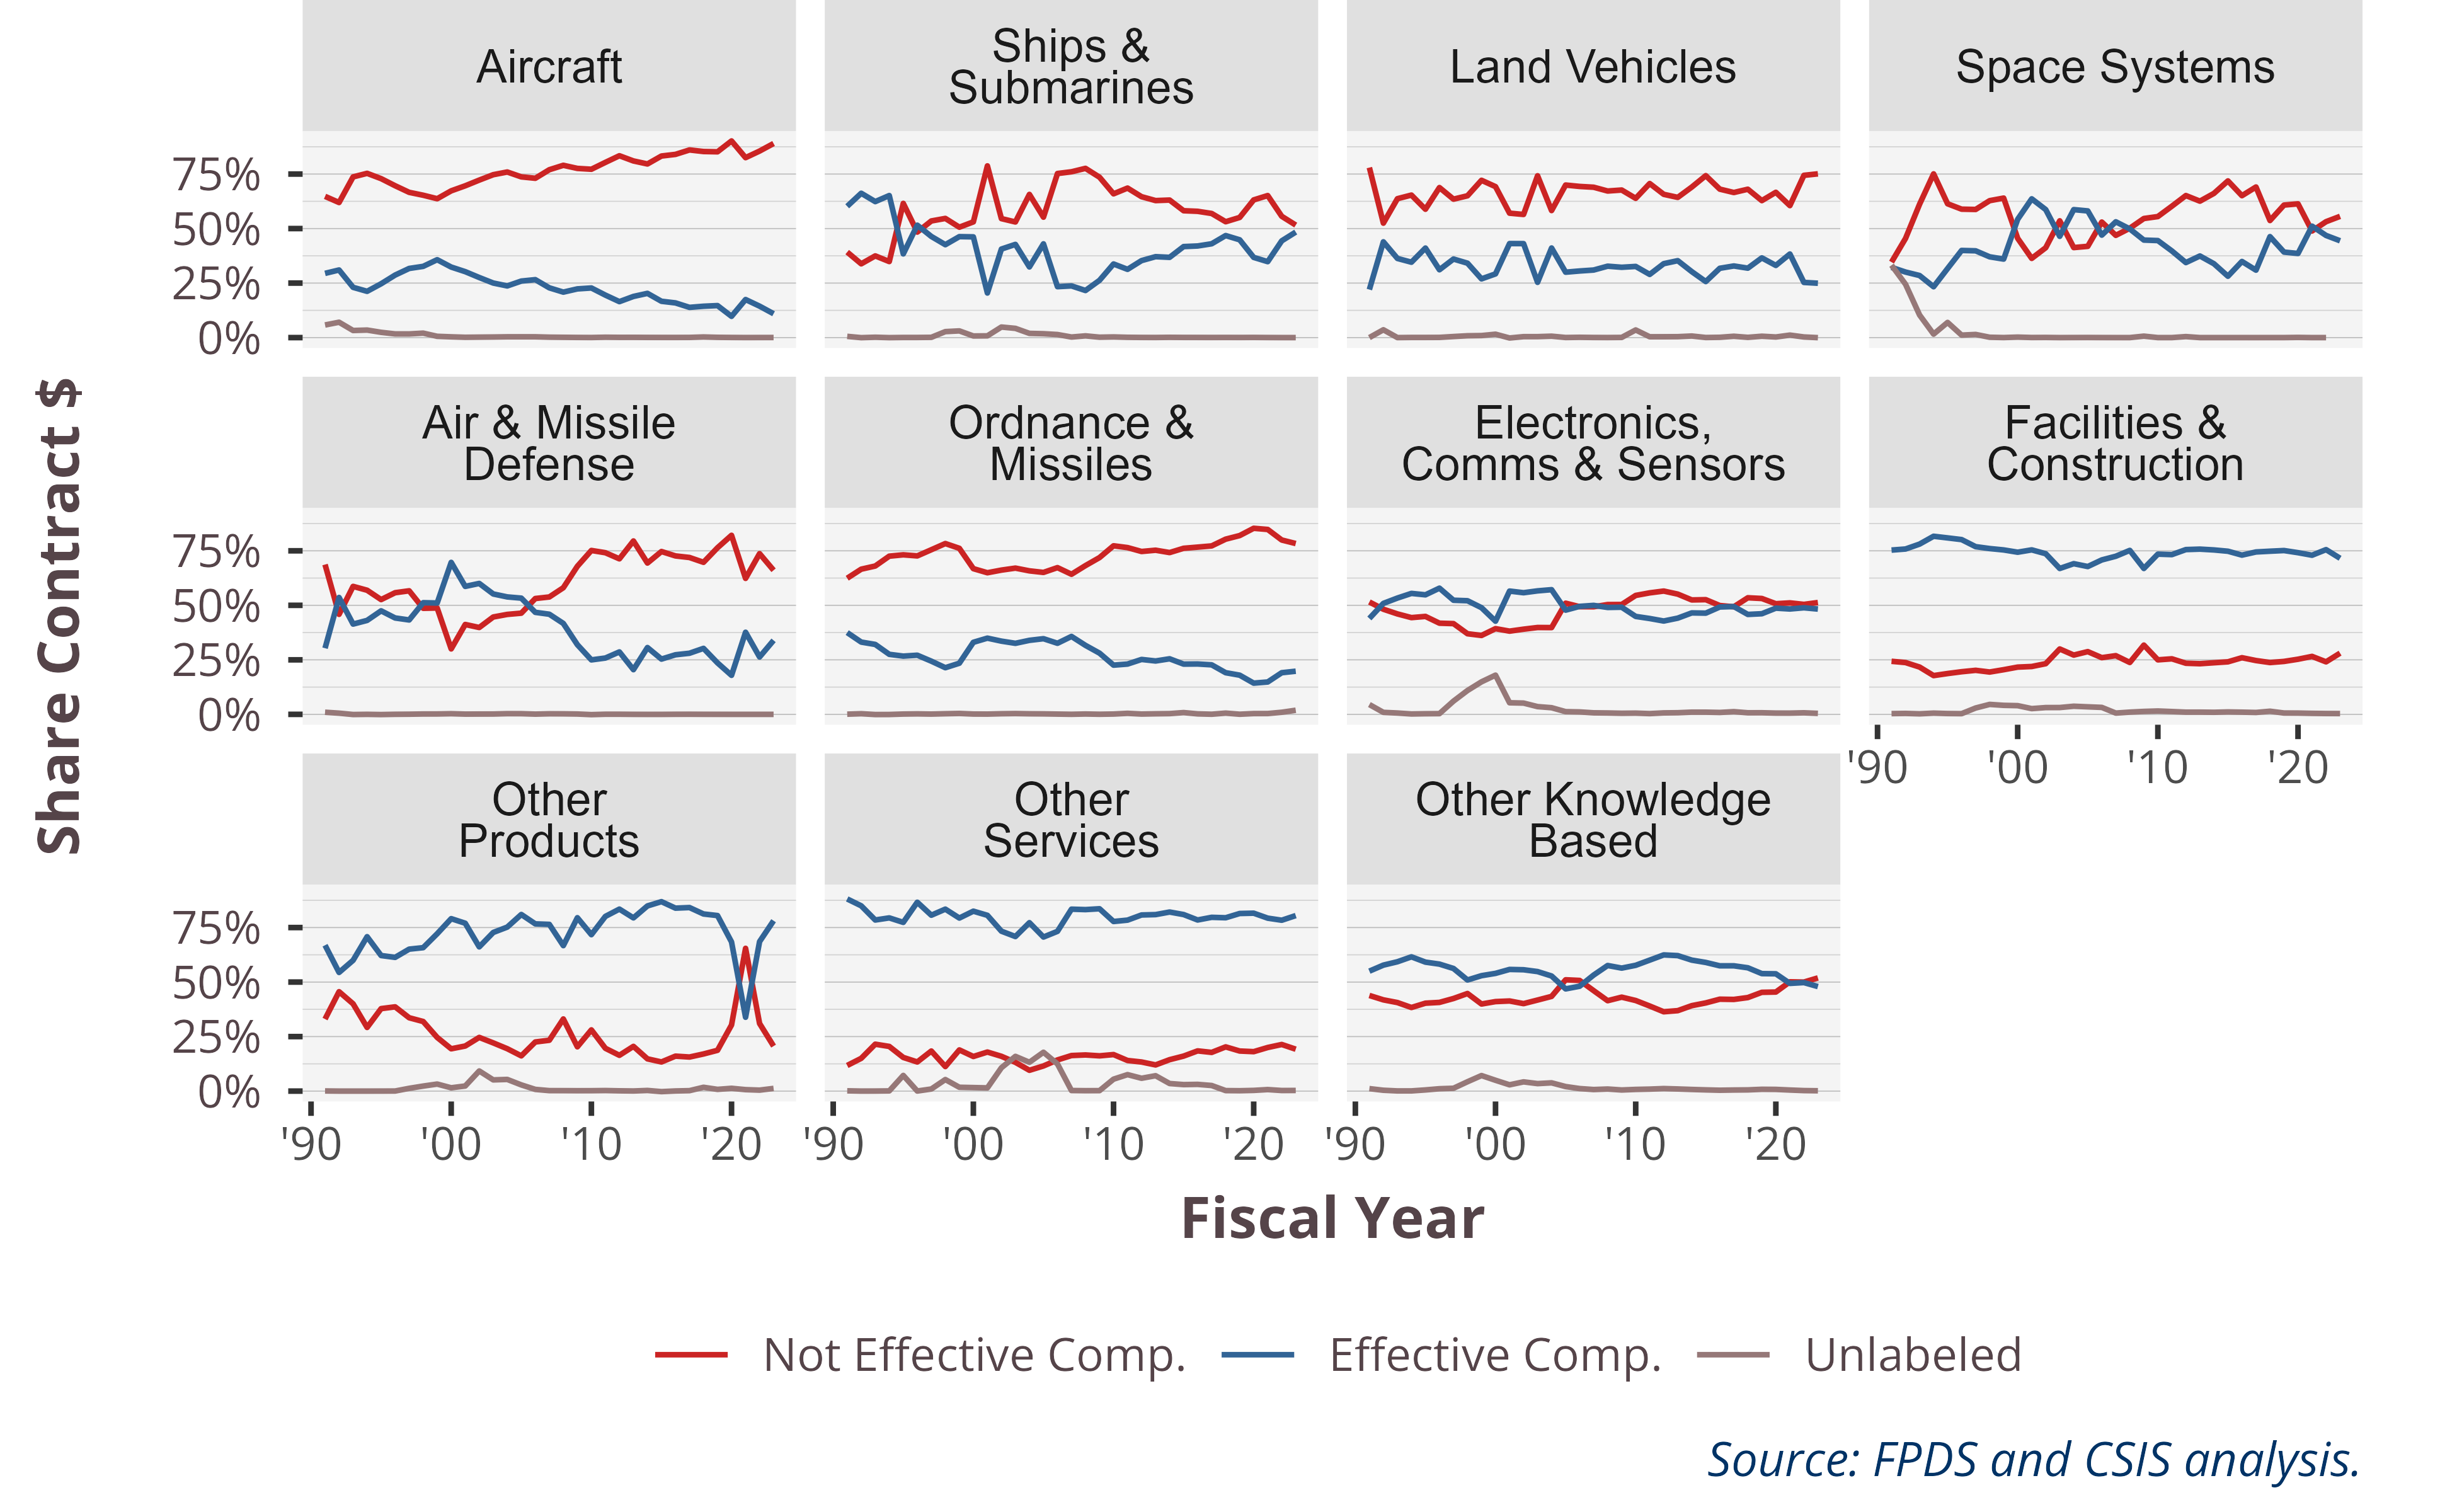 Aircraft
Ships &
Submarines
Land Vehicles
Space Systems
75%
50%
25%
0%
Air & Missile
Defense
Ordnance &
Missiles
Electronics,
Comms & Sensors
Facilities &
Construction
75%
50%
25%
0%
'90 '00 '10 '20
Other
Products
Other
Services
Other Knowledge
Based
75%
50%
25%
0%
'90 '00 '10 '20 '90 '00 '10 '20 '90 '00 '10 '20
Share Contract $
Fiscal Year
Not Effective Comp. Effective Comp. Unlabeled
Source: FPDS and CSIS analysis.